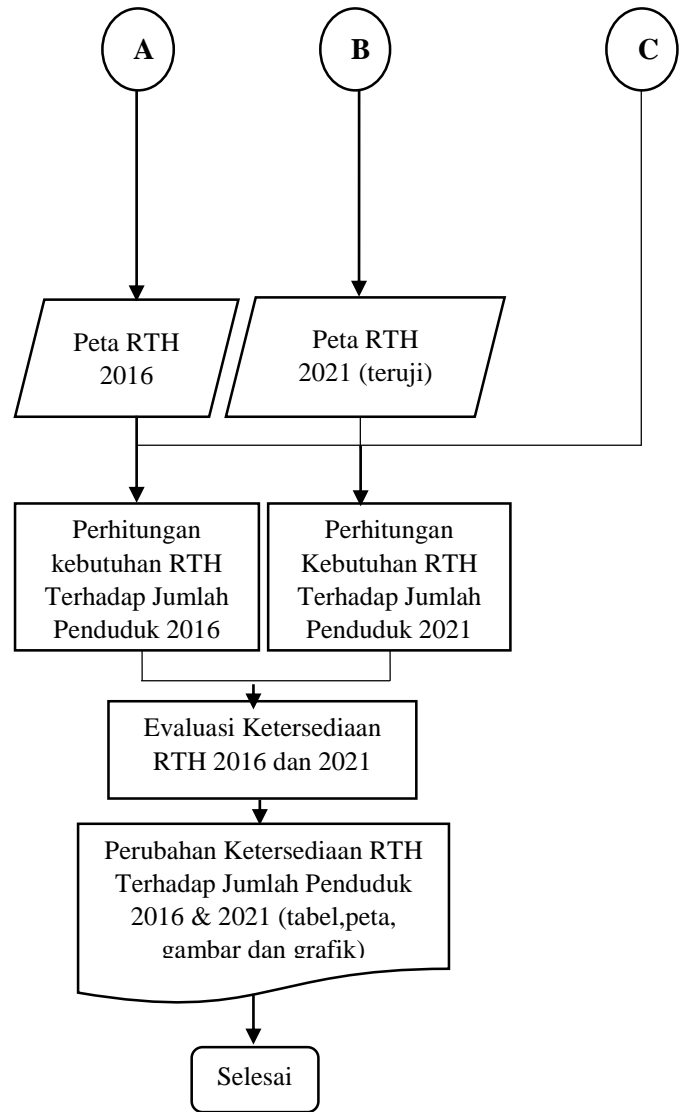 A
B
C
Peta RTH
2016
Peta RTH
2021 (teruji)
Perhitungan
kebutuhan RTH
Terhadap Jumlah
Penduduk 2016
Perhitungan
Kebutuhan RTH
Terhadap Jumlah
Penduduk 2021
Evaluasi Ketersediaan
RTH 2016 dan 2021
Perubahan Ketersediaan RTH
Terhadap Jumlah Penduduk
2016 & 2021 (tabel,peta,
gambar dan grafik)
Selesai